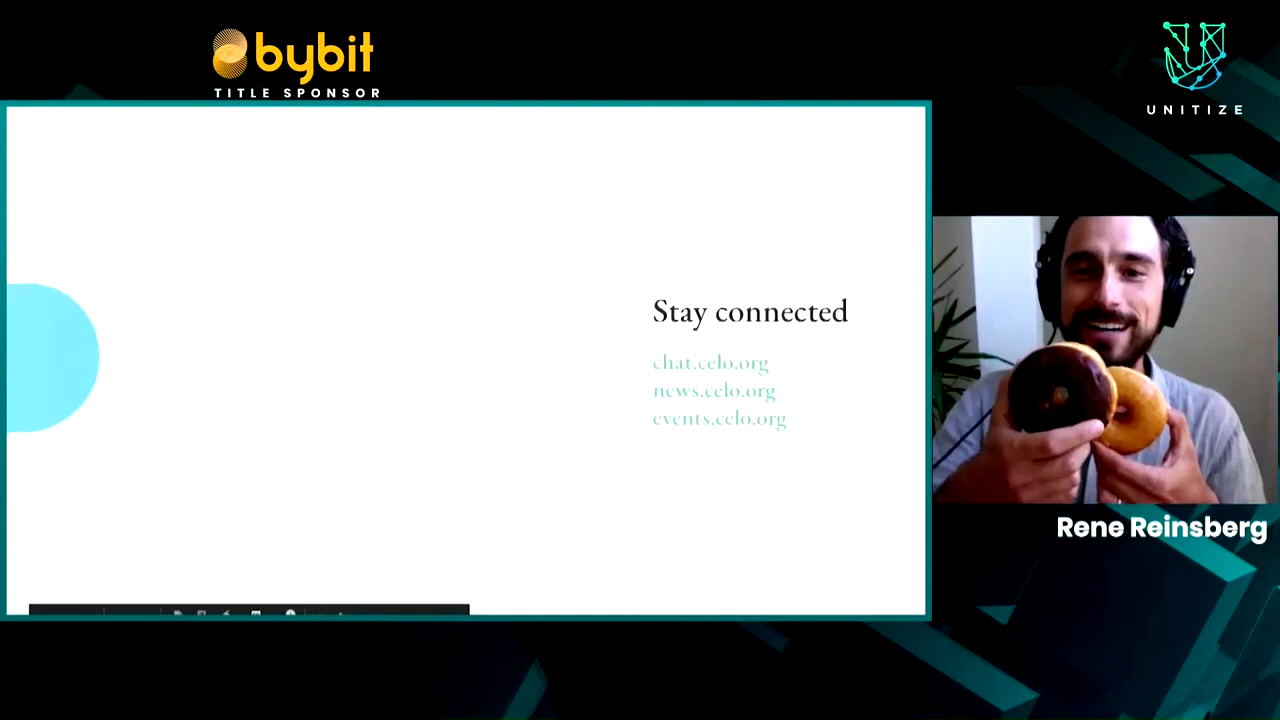 bybit
TITLE SPONSOR
UNITIZE
Stay connected
chat.celo.org
news.celo.org
events.celo.org
Rene Reinsberg